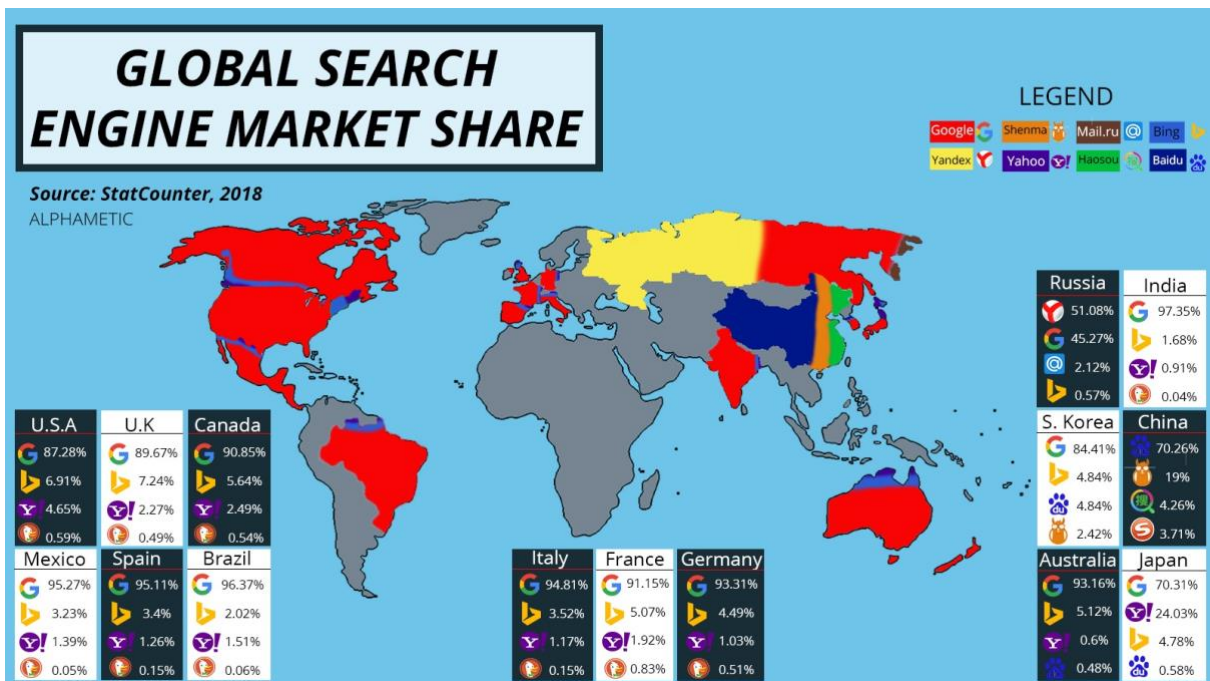 GLOBAL SEARCH
ENGINE MARKET SHARE
Source: StatCounter, 2018
ALPHAMETIC
LEGEND
Google Shenma Mail.ru @ Bing
Yandex Yahoo Y! Haosou Baidu du
U.S.A
87.28%
6.91%
Y! 4.65%
0.59%
U.K
89.67%
7.24%
Y! 2.27%
0.49%
Canada
90.85%
5.64%
Y! 2.49%
0.54%
Mexico
95.27%
3.23%
Y! 1.39%
0.05%
Spain
95.11%
3.4%
Y! 1.26%
0.15%
Brazil
96.37%
2.02%
Y! 1.51%
0.06%
Italy
94.81%
3.52%
Y! 1.17%
0.15%
France
91.15%
5.07%
Y! 1.92%
0.83%
Germany
93.31%
4.49%
Y! 1.03%
0.51%
Russia
51.08%
45.27%
@ 2.12%
0.57%
India
97.35%
1.68%
Y! 0.91%
0.04%
S. Korea
84.41%
4.84%
du 4.84%
2.42%
China
du 70.26%
19%
搜 4.26%
S 3.71%
Australia
93.16%
5.12%
Y! 0.6%
du 0.48%
Japan
70.31%
Y! 24.03%
4.78%
du 0.58%